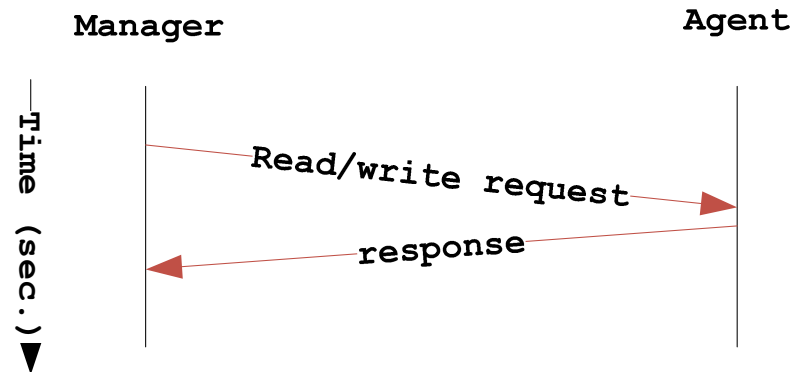 Manager
Agent
Time (sec.)
Read/write request
response